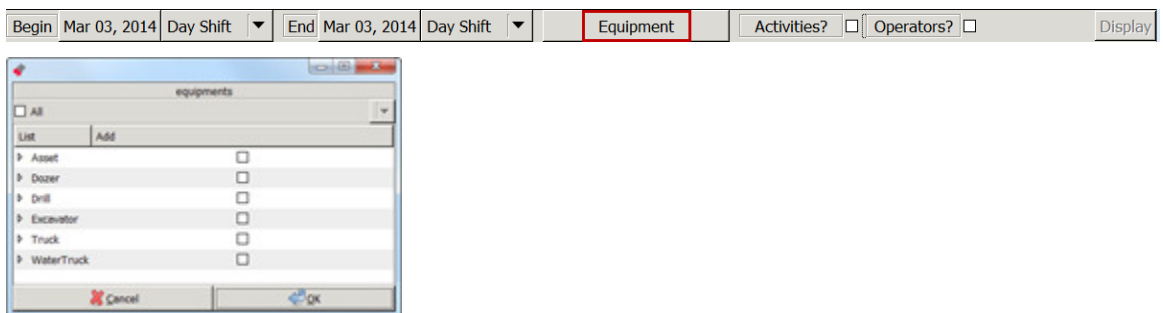 Begin Mar 03, 2014 Day Shift End Mar 03, 2014 Day Shift Equipment Activities? Operators? Display
equipments
All
List Add
Asset
Dozer
Drill
Excavator
Truck
WaterTruck
Cancel OK